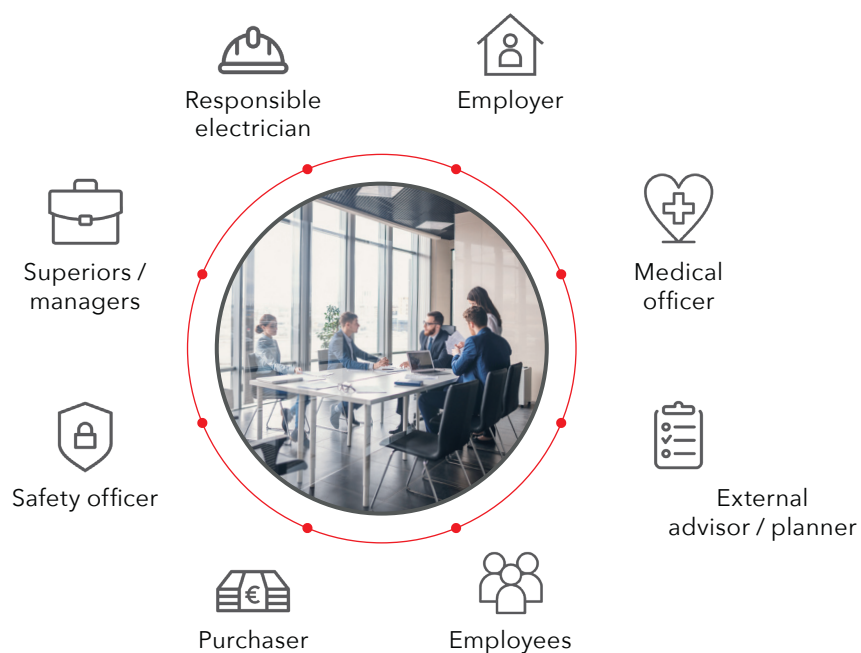 Responsible
electrician
Employer
Superiors /
managers
Medical
officer
Safety officer
External
advisor / planner
€
Purchaser
Employees